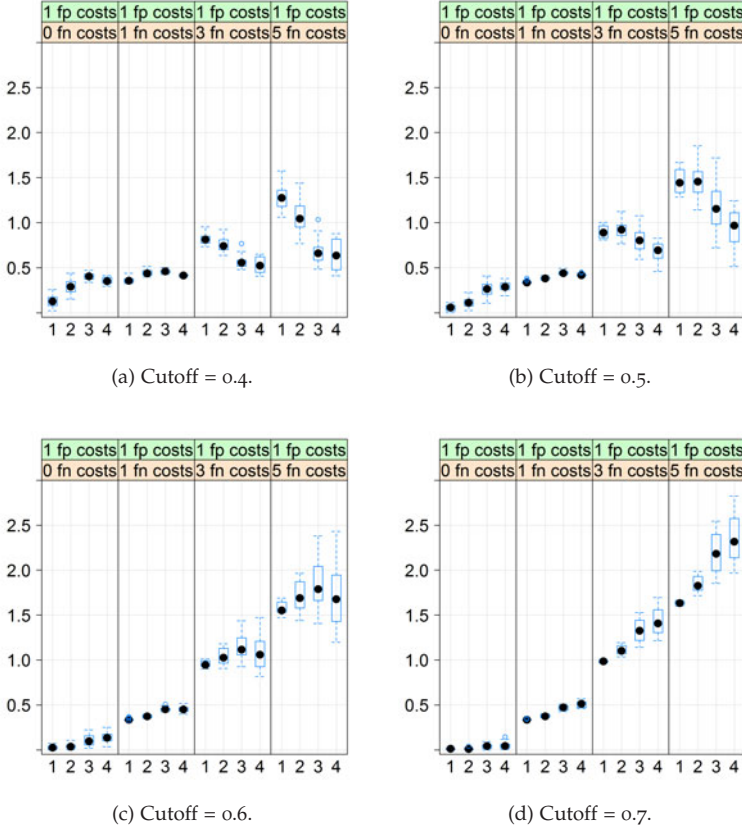 1 fp costs 1 fp costs 1 fp costs 1 fp costs
0 fn costs 1 fn costs 3 fn costs 5 fn costs
2.5
2.0
1.5
1.0
0.5
1 2 3 4 1 2 3 4 1 2 3 4 1 2 3 4
(a) Cutoff = 0.4.
1 fp costs 1 fp costs 1 fp costs 1 fp costs
0 fn costs 1 fn costs 3 fn costs 5 fn costs
2.5
2.0
1.5
1.0
0.5
1 2 3 4 1 2 3 4 1 2 3 4 1 2 3 4
(b) Cutoff = 0.5.
1 fp costs 1 fp costs 1 fp costs 1 fp costs
0 fn costs 1 fn costs 3 fn costs 5 fn costs
2.5
2.0
1.5
1.0
0.5
1 2 3 4 1 2 3 4 1 2 3 4 1 2 3 4
(c) Cutoff = 0.6.
1 fp costs 1 fp costs 1 fp costs 1 fp costs
0 fn costs 1 fn costs 3 fn costs 5 fn costs
2.5
2.0
1.5
1.0
0.5
1 2 3 4 1 2 3 4 1 2 3 4 1 2 3 4
(d) Cutoff = 0.7.